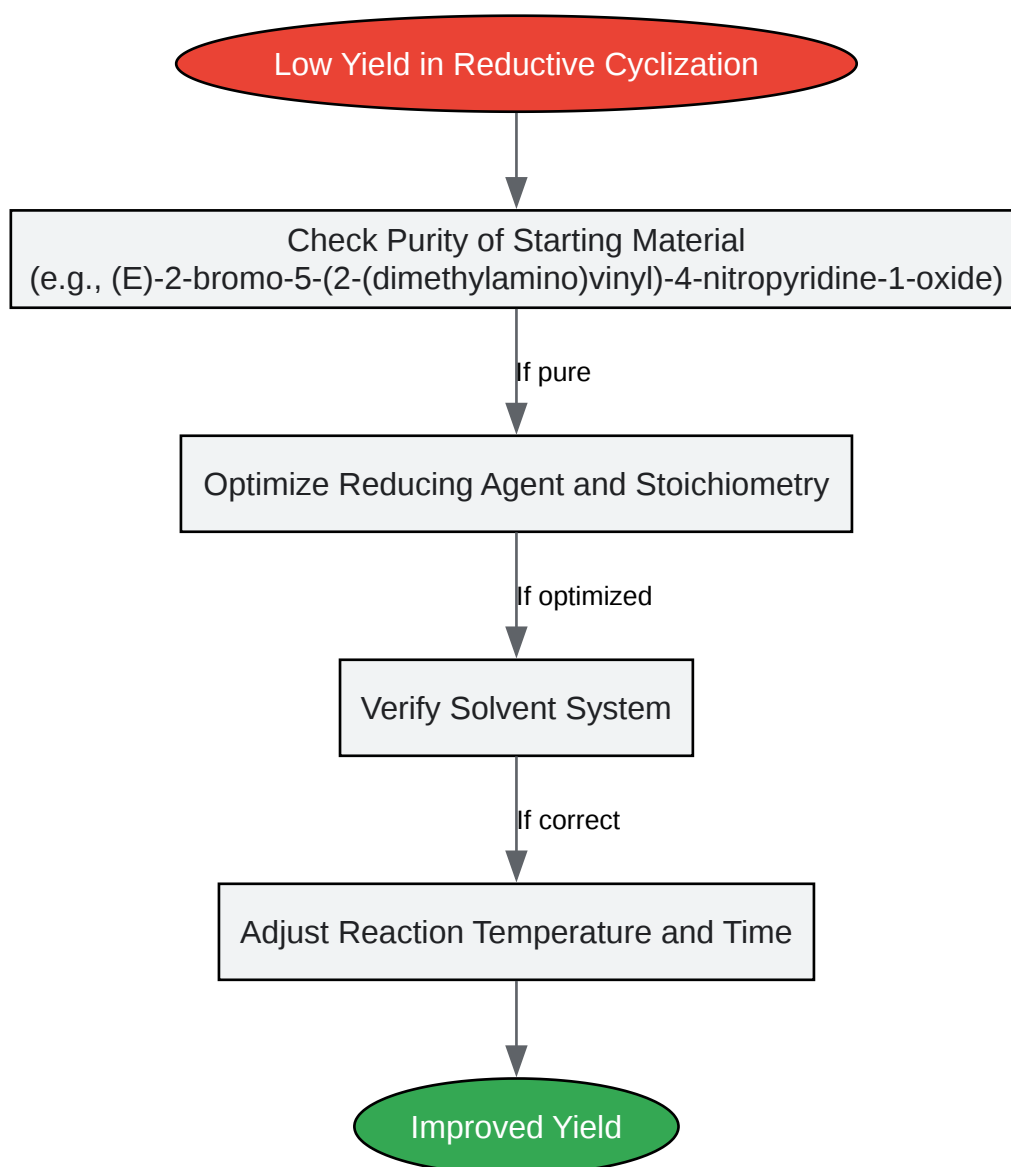 Low Yield in Reductive Cyclization
Check Purity of Starting Material
(e.g., (E)-2-bromo-5-(2-(dimethylamino)vinyl)-4-nitropyridine-1-oxide)
If pure
Optimize Reducing Agent and Stoichiometry
If optimized
Verify Solvent System
If correct
Adjust Reaction Temperature and Time
Improved Yield